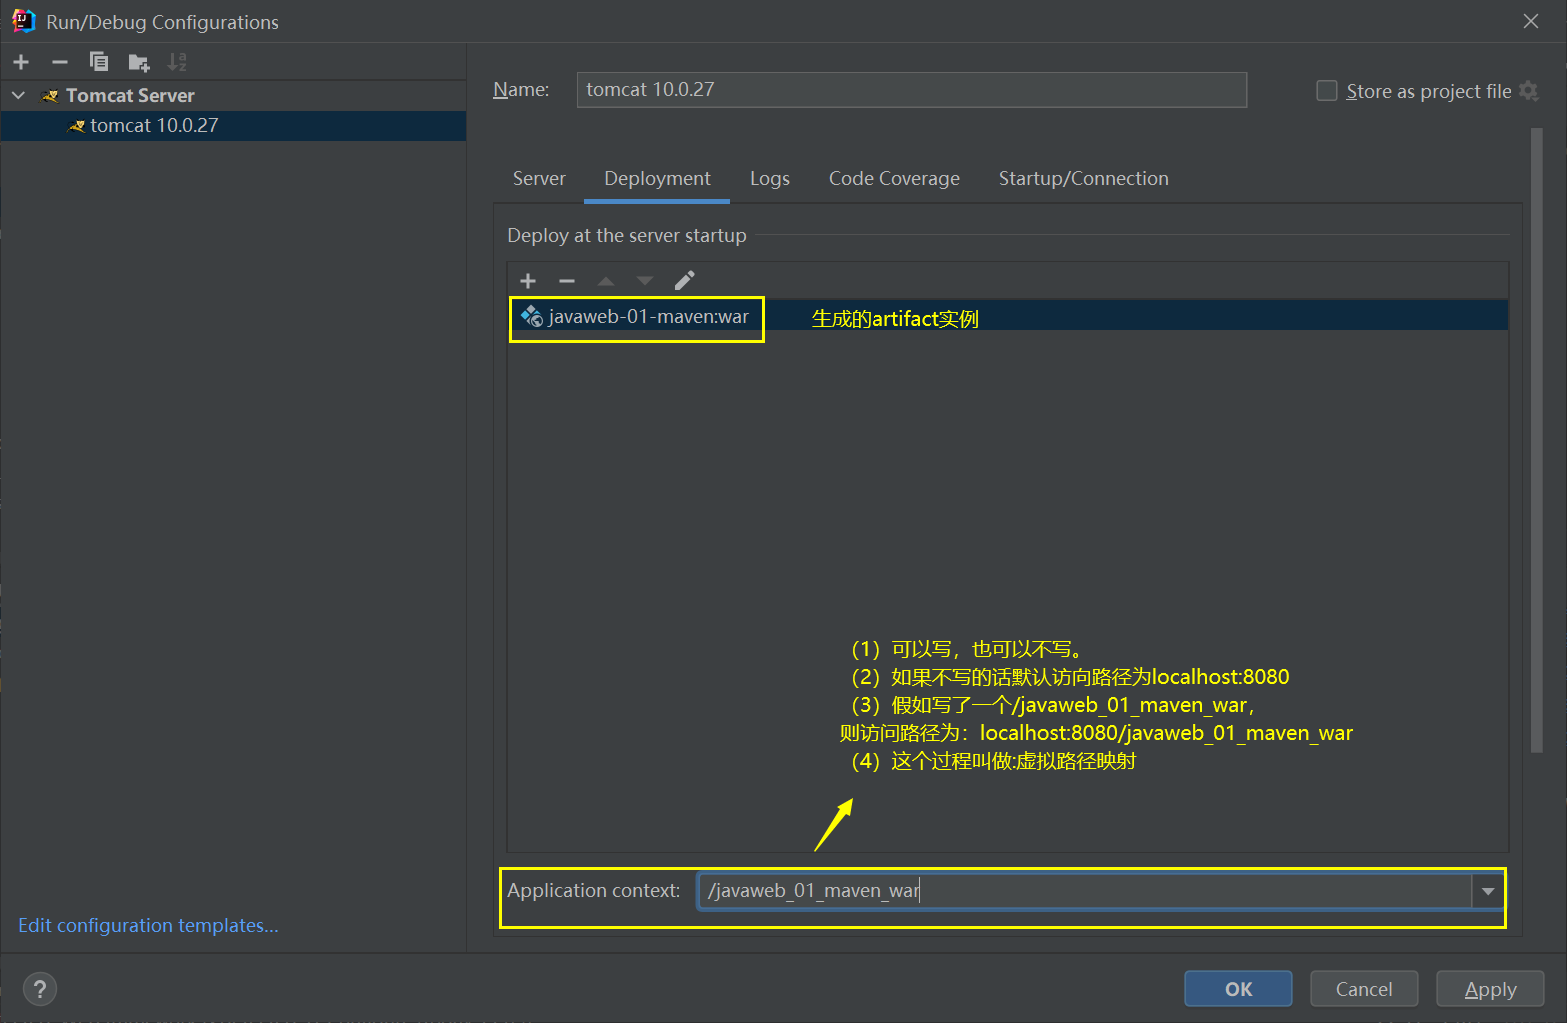 Run/Debug Configurations
Tomcat Server
tomcat 10.0.27
Name:
tomcat 10.0.27
Store as project file
Server
Deployment
Logs
Code Coverage
Startup/Connection
Deploy at the server startup
javaweb-01-maven:war
生成的artifact实例
（1）可以写，也可以不写。
（2）如果不写的话默认访向路径为localhost:8080
（3）假如写了一个/javaweb_01_maven_war，
则访问路径为：localhost:8080/javaweb_01_maven_war
（4）这个过程叫做:虚拟路径映射
Application context:
/javaweb_01_maven_war
Edit configuration templates...
?
OK
Cancel
Apply